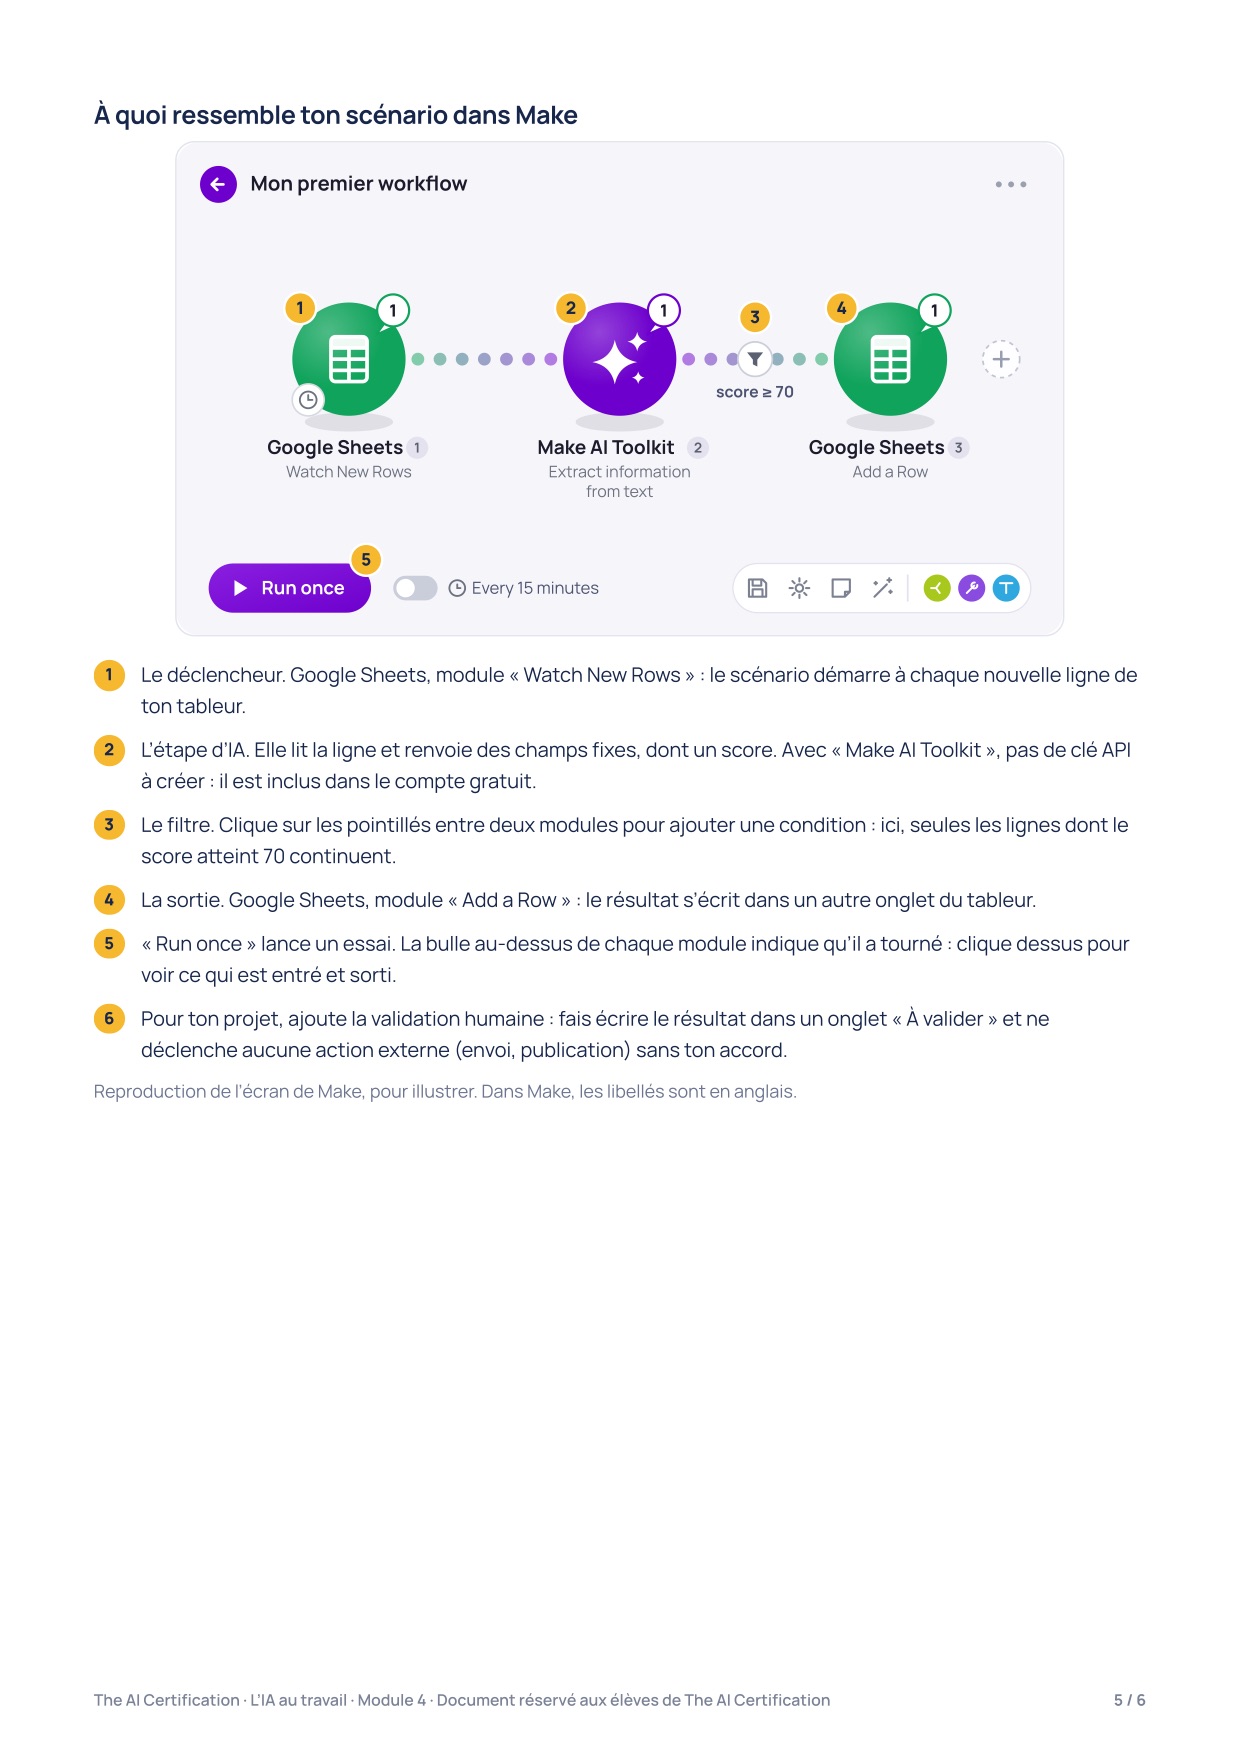 À quoi ressemble ton scénario dans Make
Mon premier workflow
1 1 2 1 3 4 1
score ≥ 70
Google Sheets 1 Make AI Toolkit 2 Google Sheets 3
Watch New Rows Extract information Add a Row
from text
5
Run once Every 15 minutes
1 Le déclencheur. Google Sheets, module « Watch New Rows » : le scénario démarre à chaque nouvelle ligne de
ton tableur.
2 L’étape d’IA. Elle lit la ligne et renvoie des champs fixes, dont un score. Avec « Make AI Toolkit », pas de clé API
à créer : il est inclus dans le compte gratuit.
3 Le filtre. Clique sur les pointillés entre deux modules pour ajouter une condition : ici, seules les lignes dont le
score atteint 70 continuent.
4 La sortie. Google Sheets, module « Add a Row » : le résultat s’écrit dans un autre onglet du tableur.
5 « Run once » lance un essai. La bulle au-dessus de chaque module indique qu’il a tourné : clique dessus pour
voir ce qui est entré et sorti.
6 Pour ton projet, ajoute la validation humaine : fais écrire le résultat dans un onglet « À valider » et ne
déclenche aucune action externe (envoi, publication) sans ton accord.
Reproduction de l’écran de Make, pour illustrer. Dans Make, les libellés sont en anglais.
The AI Certification · L’IA au travail · Module 4 · Document réservé aux élèves de The AI Certification 5 / 6